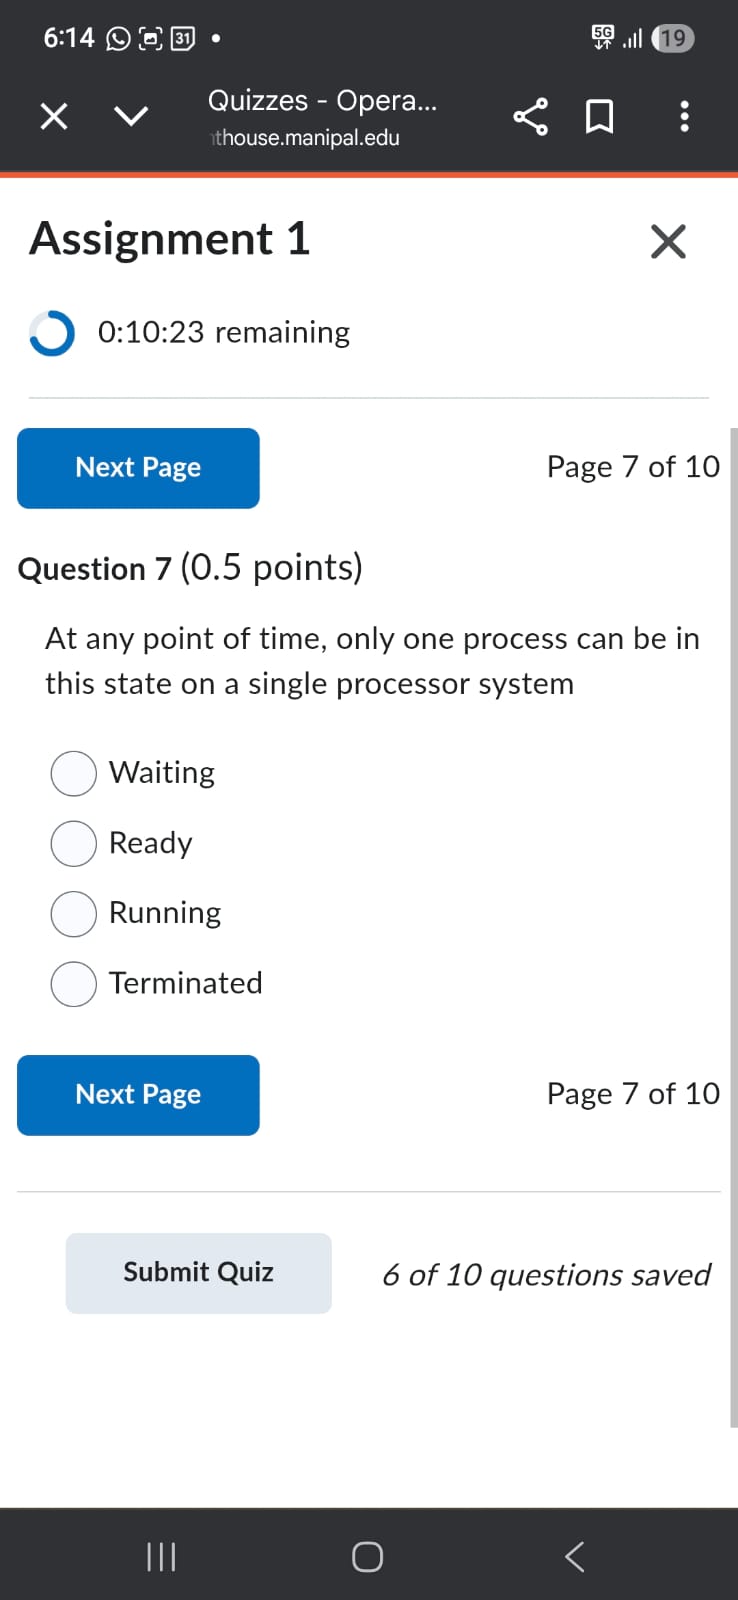 6:14 31 • 5G 19
Quizzes - Opera...
thouse.manipal.edu
Assignment 1
0:10:23 remaining
Next Page Page 7 of 10
Question 7 (0.5 points)
At any point of time, only one process can be in
this state on a single processor system
Waiting
Ready
Running
Terminated
Next Page Page 7 of 10
Submit Quiz 6 of 10 questions saved